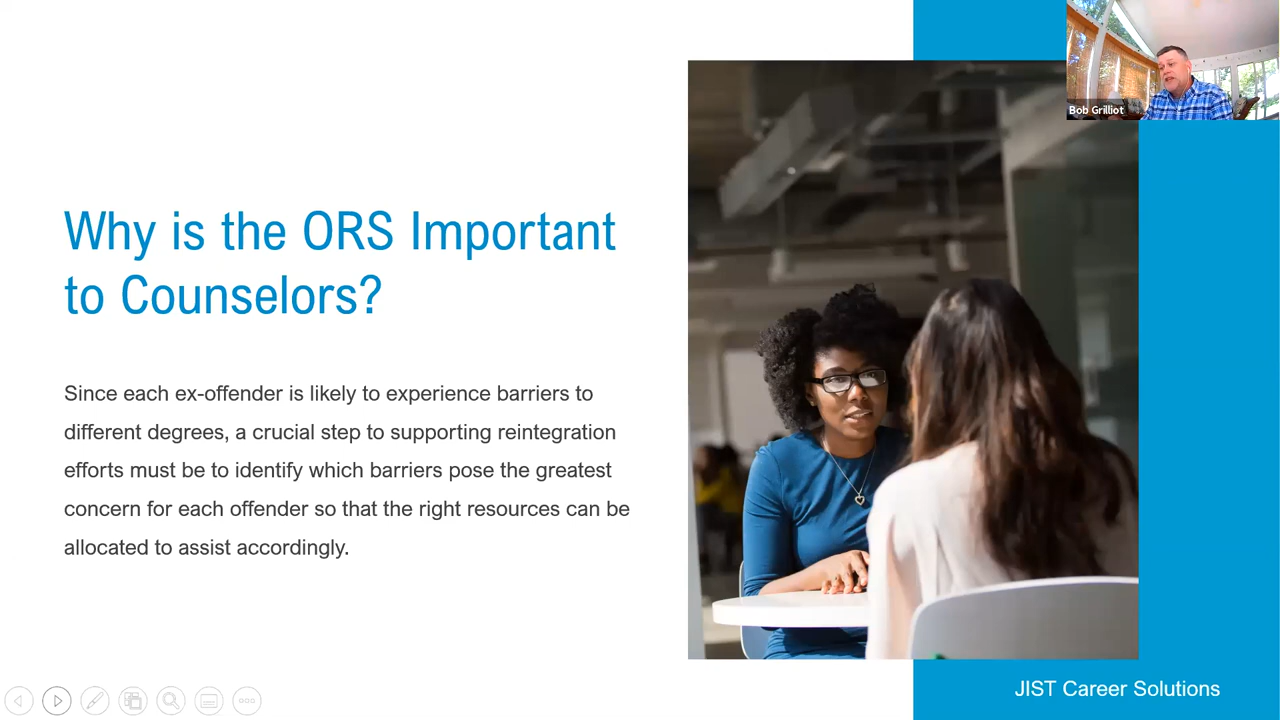 Bob Grilliot
Why is the ORS Important
to Counselors?
Since each ex-offender is likely to experience barriers to
different degrees, a crucial step to supporting reintegration
efforts must be to identify which barriers pose the greatest
concern for each offender so that the right resources can be
allocated to assist accordingly.
JIST Career Solutions